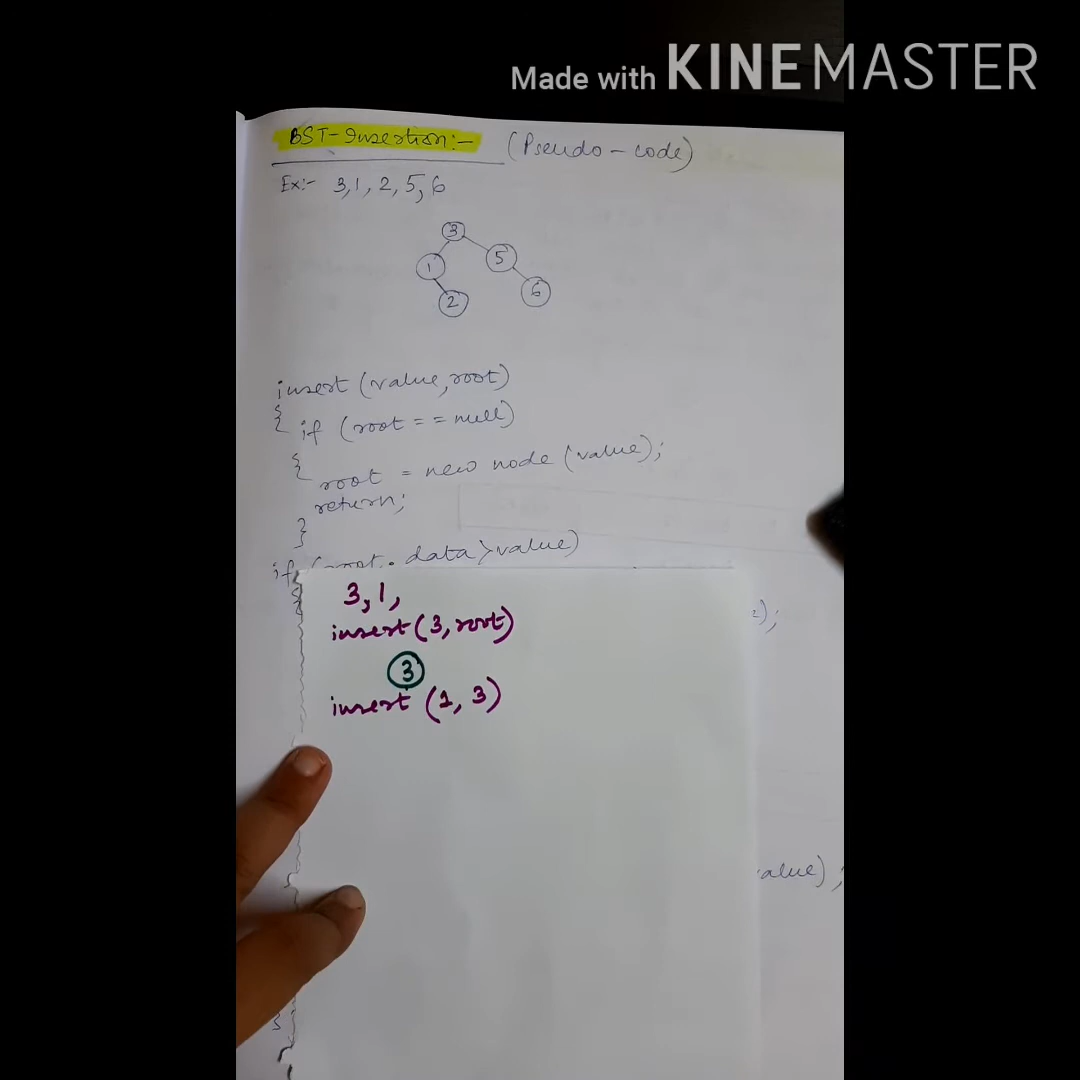 Made with KINEMASTER
BST-Insertion:- (Pseudo-code)
Ex:- 3,1,2,5,6
3
1 5
2 6
insert (value,root)
{ if (root == null)
{ root = new node (value);
return;
}
if (root. data > value)
{
3,1,
insert(3,root)
3
insert (1, 3)
);
alue);
}